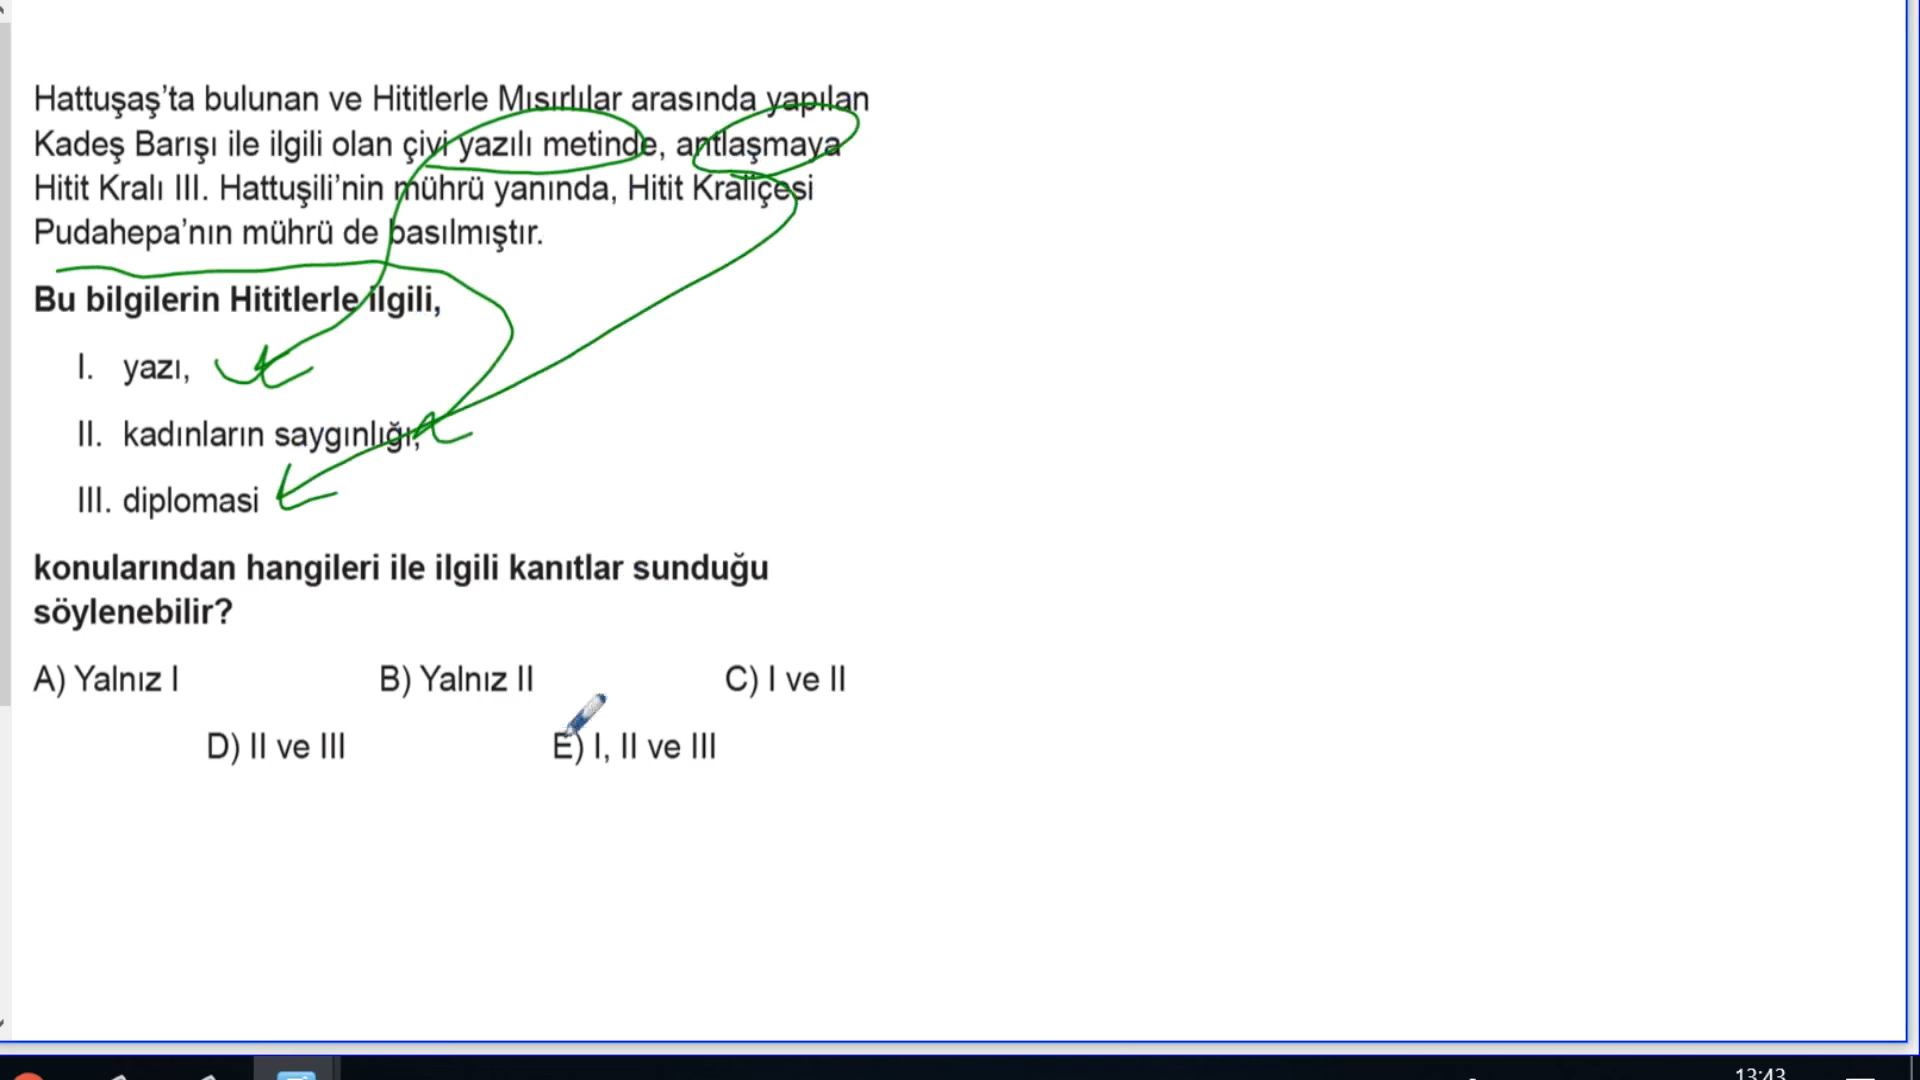 Hattuşaş’ta bulunan ve Hititlerle Mısırlılar arasında yapılan
Kadeş Barışı ile ilgili olan çivi yazılı metinde, antlaşmaya
Hitit Kralı III. Hattuşili’nin mührü yanında, Hitit Kraliçesi
Pudahepa’nın mührü de basılmıştır.
Bu bilgilerin Hititlerle ilgili,
I. yazı,
II. kadınların saygınlığı,
III. diplomasi
konularından hangileri ile ilgili kanıtlar sunduğu
söylenebilir?
A) Yalnız I B) Yalnız II C) I ve II
D) II ve III E) I, II ve III
13:43